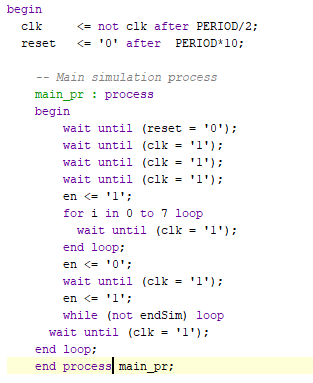 begin
  clk     <= not clk after PERIOD/2;
  reset   <= '0' after  PERIOD*10;

    -- Main simulation process
    main_pr : process
    begin
        wait until (reset = '0');
        wait until (clk = '1');
        wait until (clk = '1');
        wait until (clk = '1');
        en <= '1';
        for i in 0 to 7 loop
          wait until (clk = '1');
        end loop;
        en <= '0';
        wait until (clk = '1');
        en <= '1';
        while (not endSim) loop
      wait until (clk = '1');
    end loop;
    end process main_pr;